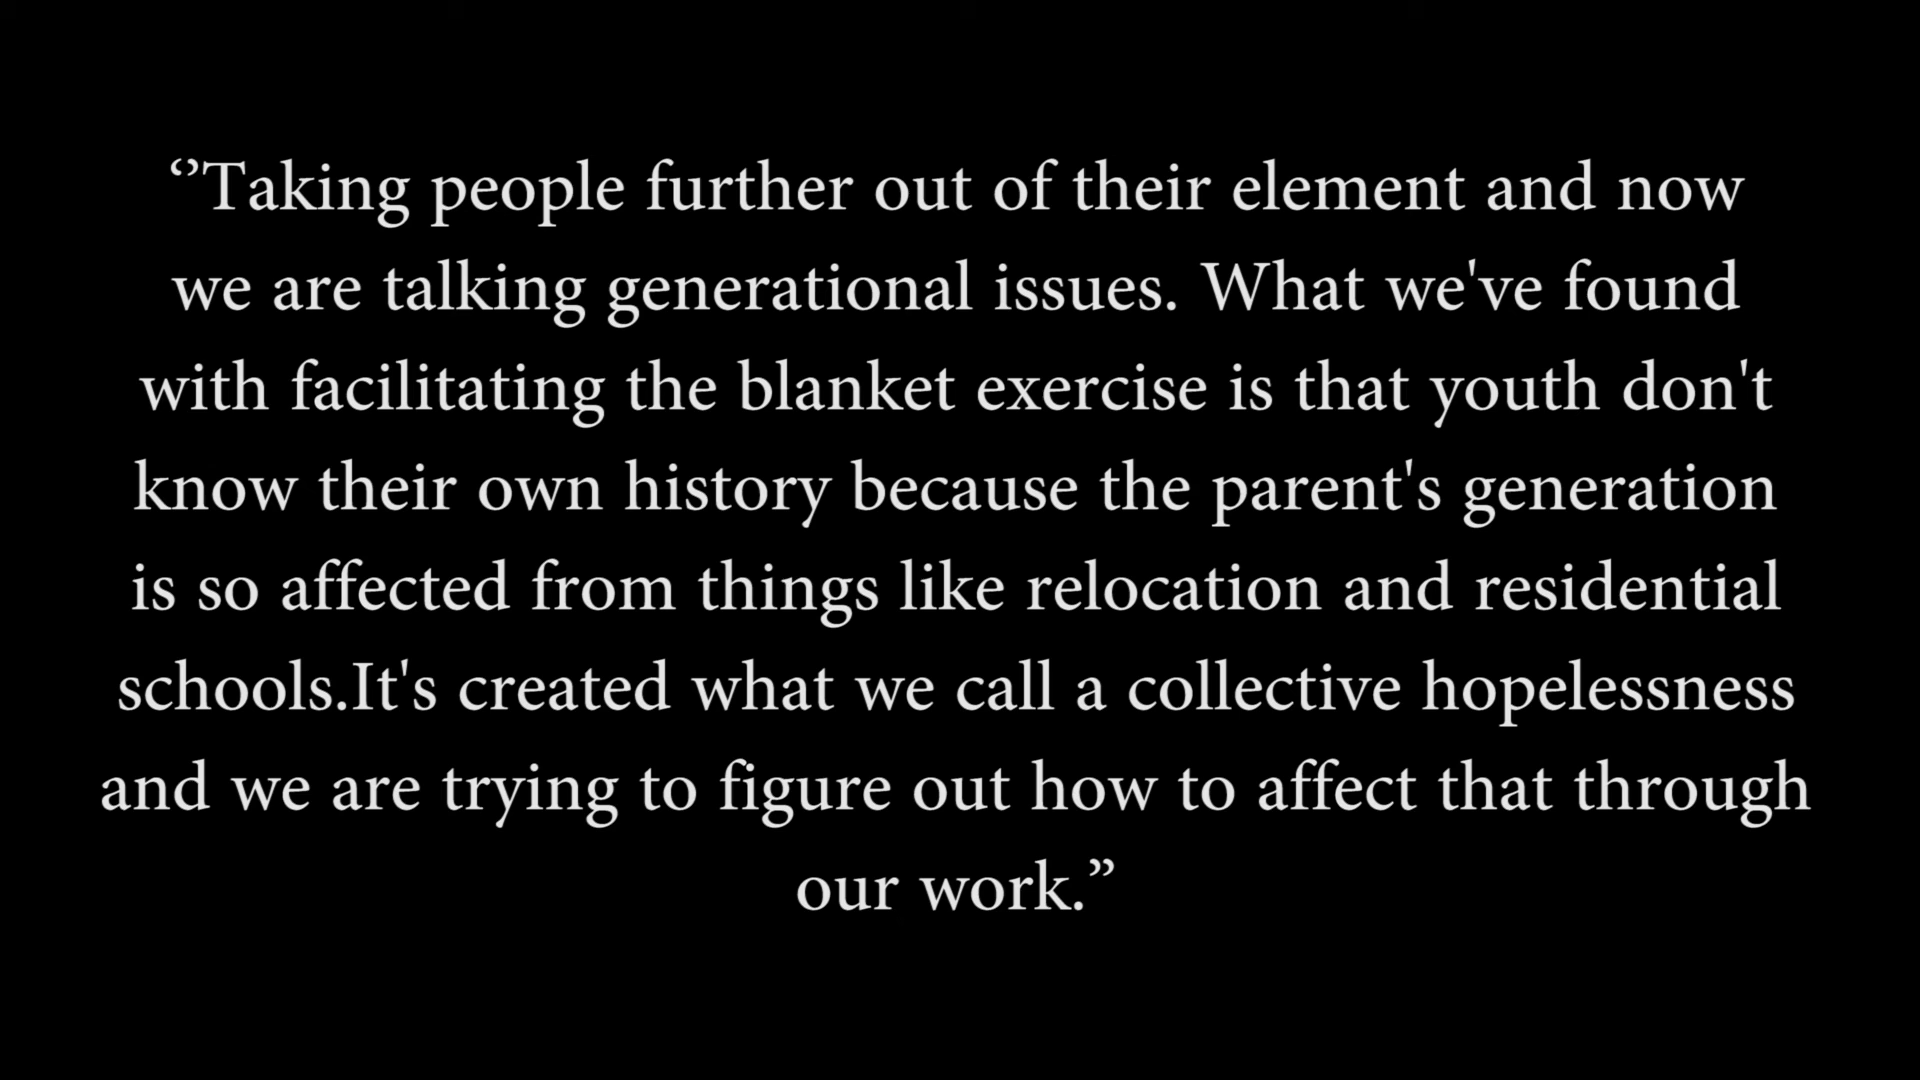 ‘’Taking people further out of their element and now
we are talking generational issues. What we've found
with facilitating the blanket exercise is that youth don't
know their own history because the parent's generation
is so affected from things like relocation and residential
schools.It's created what we call a collective hopelessness
and we are trying to figure out how to affect that through
our work.”